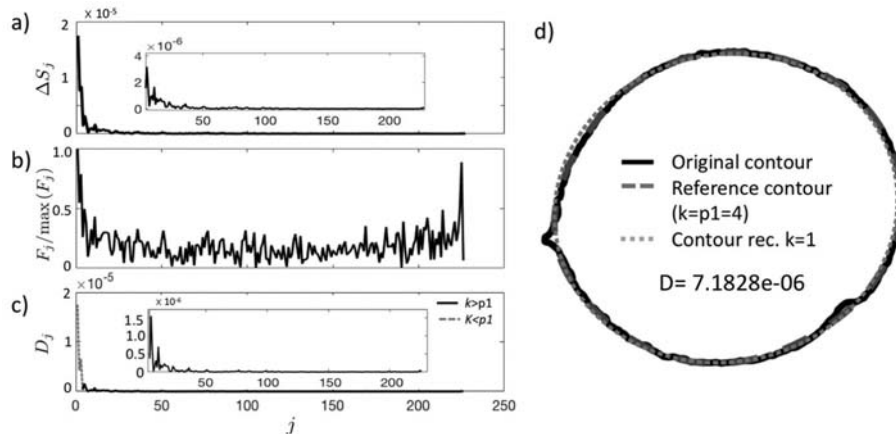 a)
× 10⁻⁵
2
1
0
ΔS_j
× 10⁻⁶
4
2
0
50
100
150
200
b)
1.0
0.5
0
F_j/max (F_j)
c)
×10⁻⁵
2
1
0
D_j
× 10⁻⁶
1.5
1.0
0.5
0
50
100
150
200
k>p1
K<p1
0
50
100
150
200
250
j
d)
Original contour
Reference contour
(k=p1=4)
Contour rec. k=1
D= 7.1828e-06